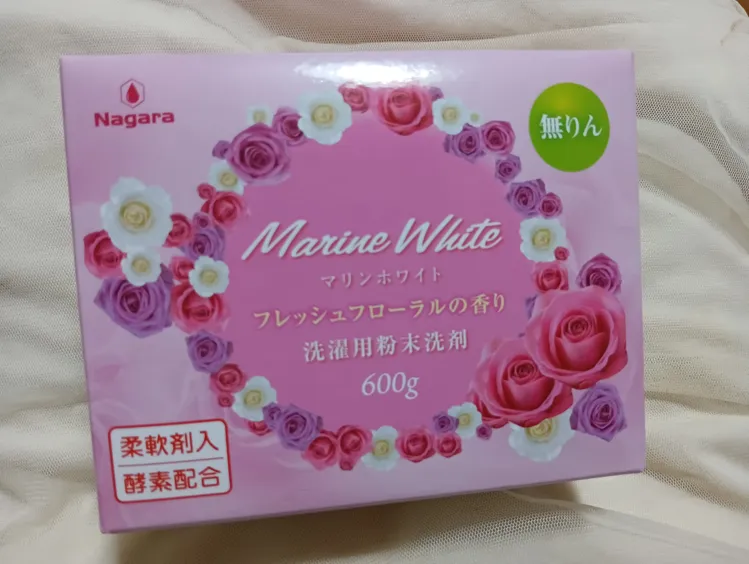 Nagara
無りん
Marine White
マリンホワイト
フレッシュフローラルの香り
洗濯用粉末洗剤
600g
柔軟剤入
酵素配合